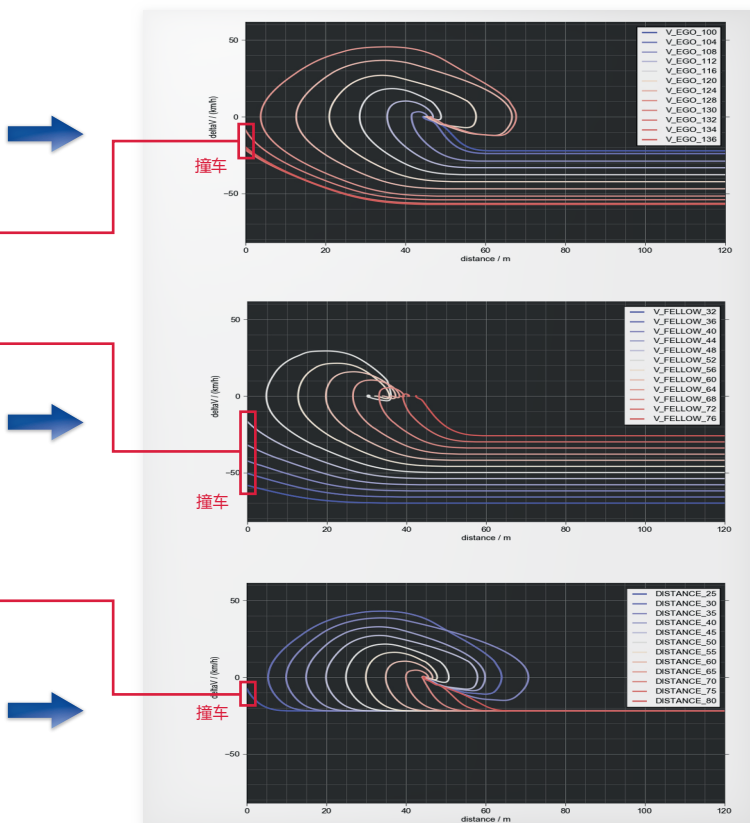 50
0
−50
deltaV / (km/h)
撞车
V_EGO_100
V_EGO_104
V_EGO_108
V_EGO_112
V_EGO_116
V_EGO_120
V_EGO_124
V_EGO_128
V_EGO_130
V_EGO_132
V_EGO_134
V_EGO_136
0 20 40 60 80 100 120
distance / m
50
0
−50
deltaV / (km/h)
撞车
V_FELLOW_32
V_FELLOW_36
V_FELLOW_40
V_FELLOW_44
V_FELLOW_48
V_FELLOW_52
V_FELLOW_56
V_FELLOW_60
V_FELLOW_64
V_FELLOW_68
V_FELLOW_72
V_FELLOW_76
0 20 40 60 80 100 120
distance / m
50
0
−50
deltaV / (km/h)
撞车
DISTANCE_25
DISTANCE_30
DISTANCE_35
DISTANCE_40
DISTANCE_45
DISTANCE_50
DISTANCE_55
DISTANCE_60
DISTANCE_65
DISTANCE_70
DISTANCE_75
DISTANCE_80
0 20 40 60 80 100 120
distance / m